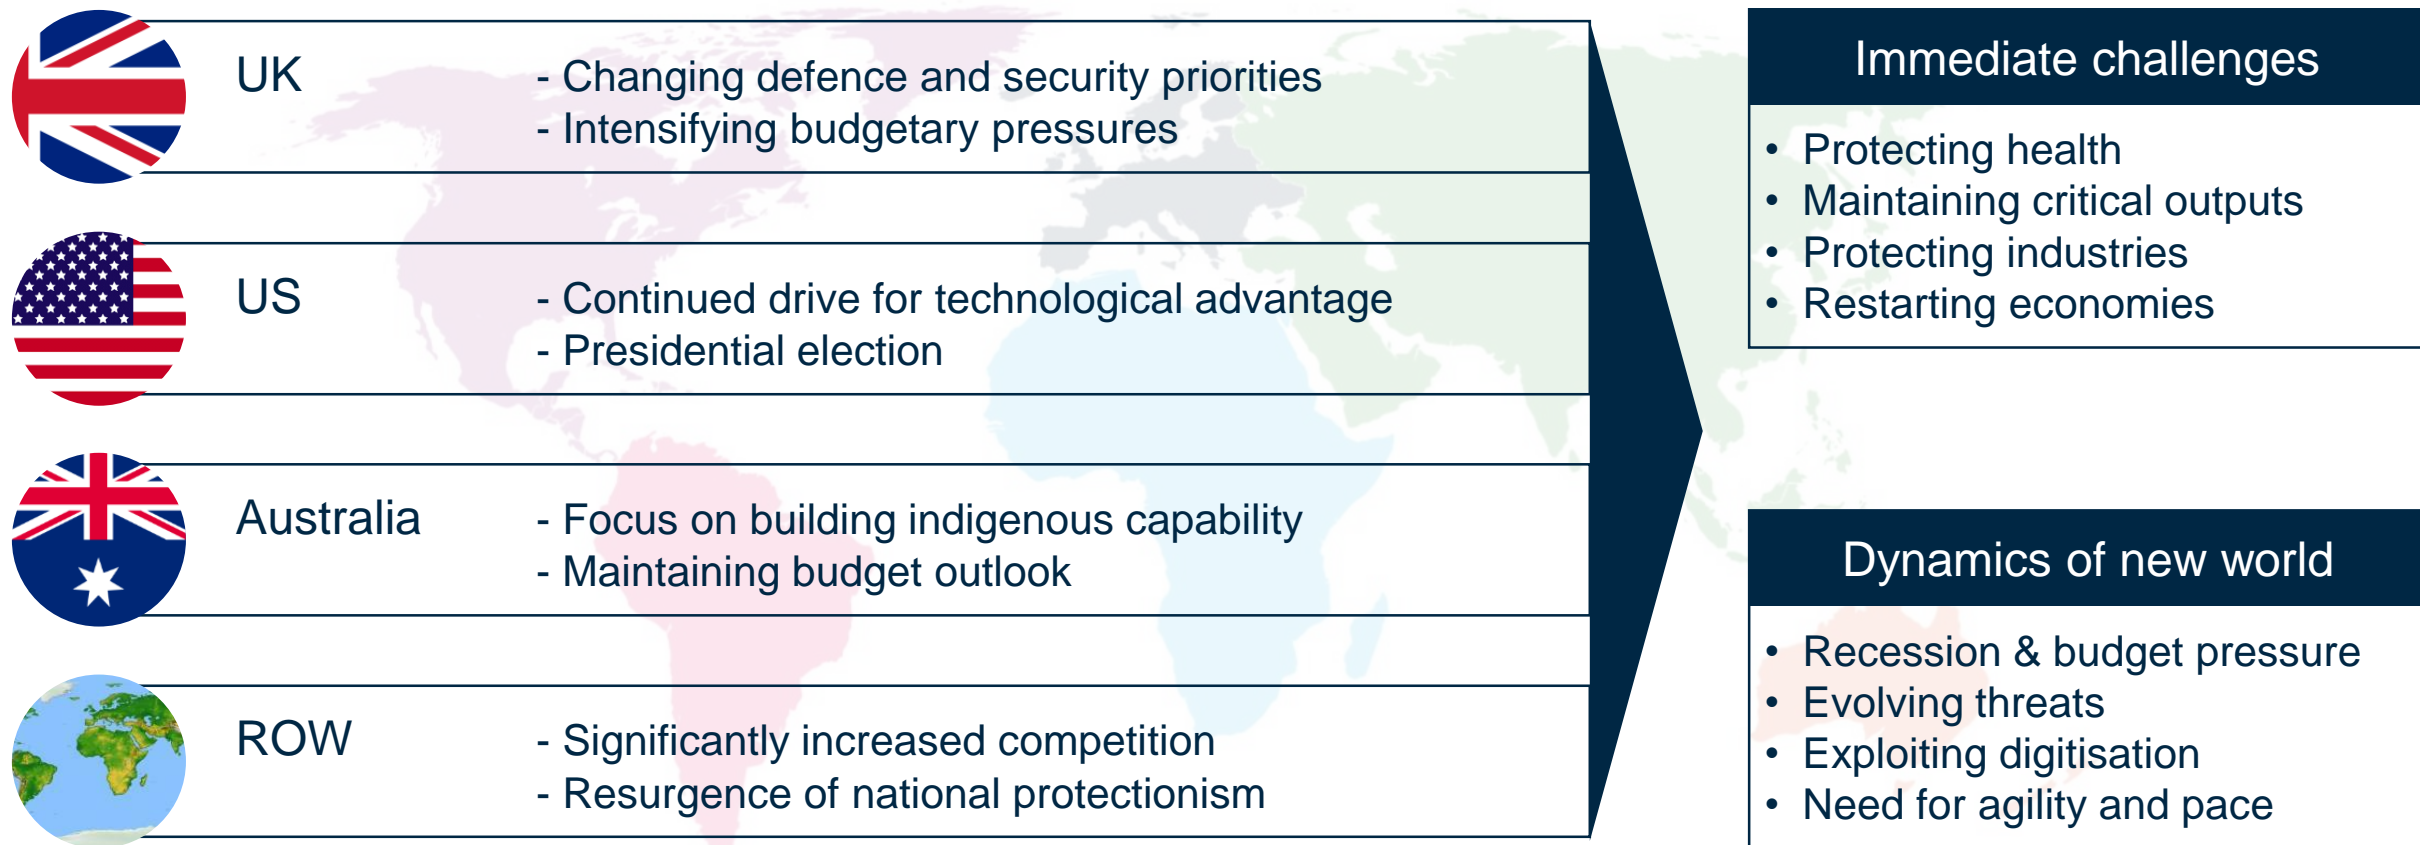 UK
- Changing defence and security priorities
- Intensifying budgetary pressures
US
- Continued drive for technological advantage
- Presidential election
Australia
- Focus on building indigenous capability
- Maintaining budget outlook
ROW
- Significantly increased competition
- Resurgence of national protectionism
Immediate challenges
• Protecting health
• Maintaining critical outputs
• Protecting industries
• Restarting economies
Dynamics of new world
• Recession & budget pressure
• Evolving threats
• Exploiting digitisation
• Need for agility and pace